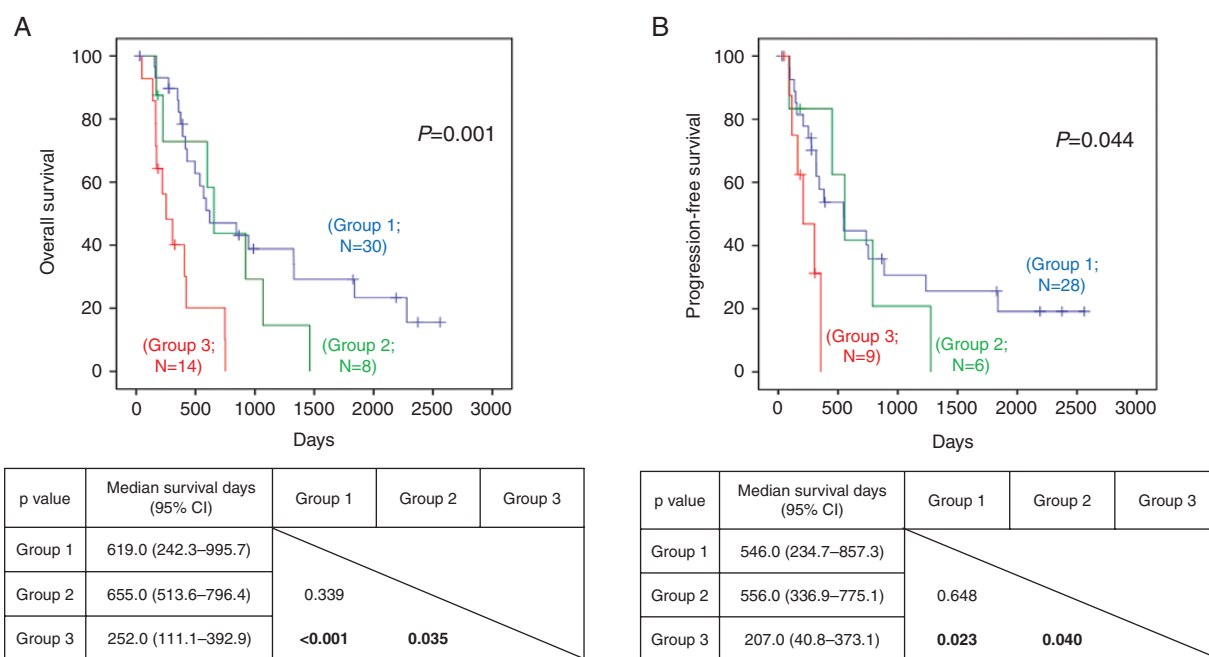 A
B
100
80
60
40
20
0
Overall survival
P=0.001
(Group 1;
N=30)
(Group 3;
N=14)
(Group 2;
N=8)
0 500 1000 1500 2000 2500 3000
Days
100
80
60
40
20
0
Progression-free survival
P=0.044
(Group 1;
N=28)
(Group 3;
N=9)
(Group 2;
N=6)
0 500 1000 1500 2000 2500 3000
Days
p value Median survival days (95% CI) Group 1 Group 2 Group 3
Group 1 619.0 (242.3–995.7)
Group 2 655.0 (513.6–796.4) 0.339
Group 3 252.0 (111.1–392.9) <0.001 0.035
p value Median survival days (95% CI) Group 1 Group 2 Group 3
Group 1 546.0 (234.7–857.3)
Group 2 556.0 (336.9–775.1) 0.648
Group 3 207.0 (40.8–373.1) 0.023 0.040